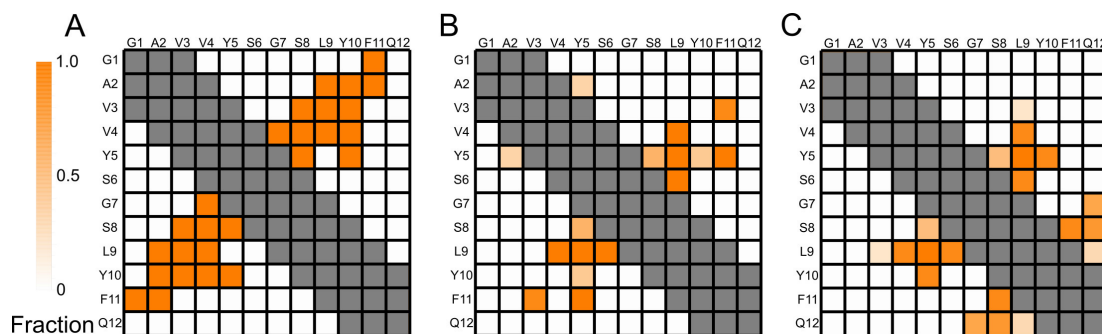 A B C
G1 A2 V3 V4 Y5 S6 G7 S8 L9 Y10 F11 Q12 G1 A2 V3 V4 Y5 S6 G7 S8 L9 Y10 F11 Q12 G1 A2 V3 V4 Y5 S6 G7 S8 L9 Y10 F11 Q12
1.0
0.5
0
Fraction
G1
A2
V3
V4
Y5
S6
G7
S8
L9
Y10
F11
Q12
G1
A2
V3
V4
Y5
S6
G7
S8
L9
Y10
F11
Q12
G1
A2
V3
V4
Y5
S6
G7
S8
L9
Y10
F11
Q12